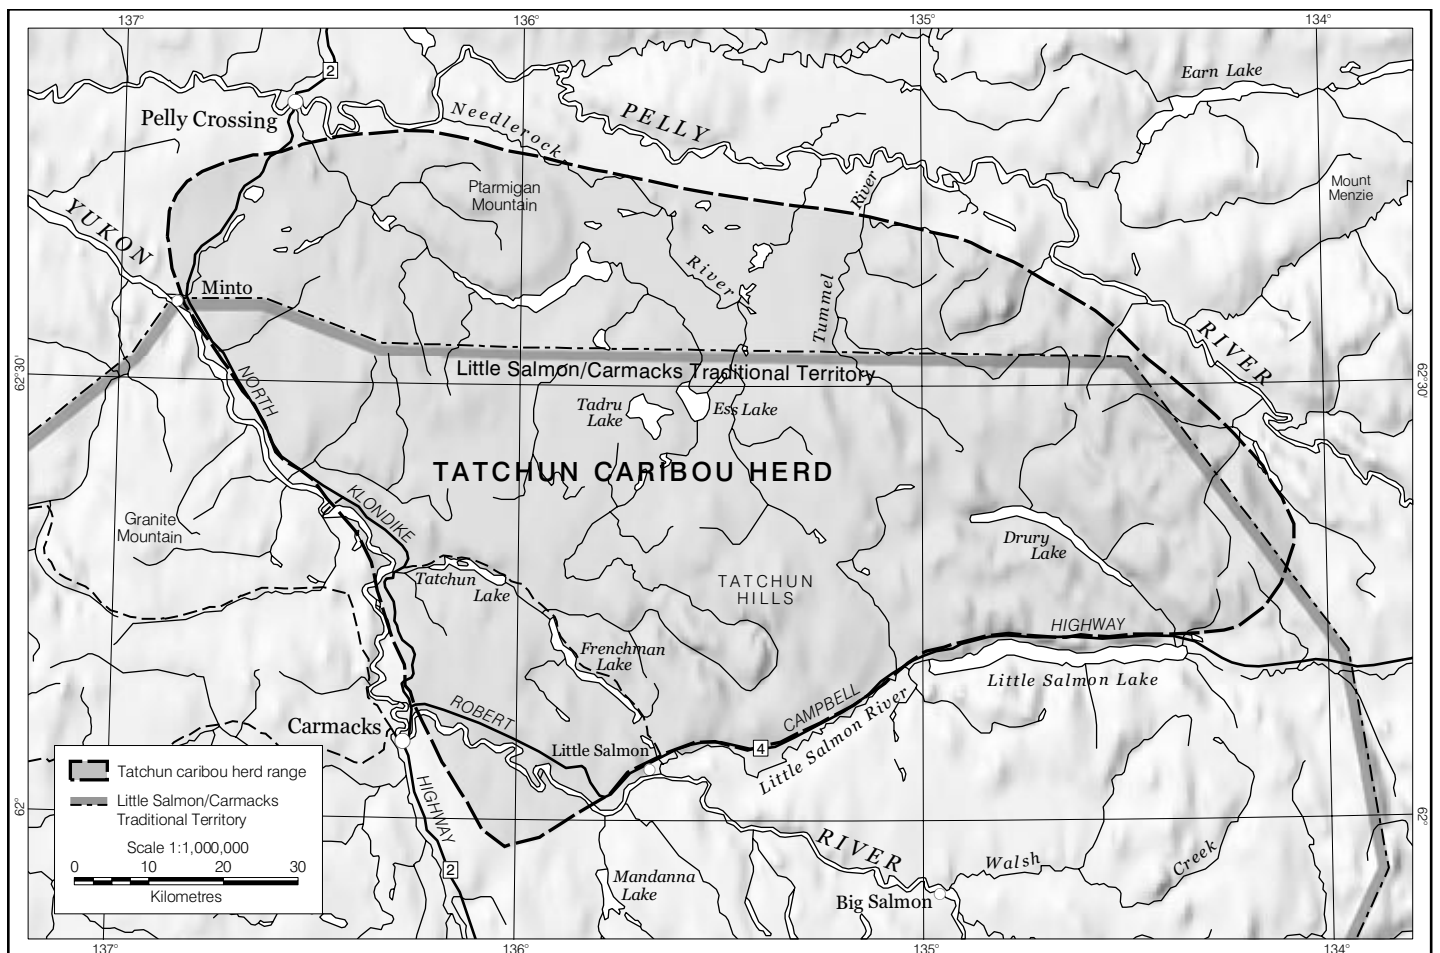 137°
136°
135°
134°
2
Earn Lake
Pelly Crossing
Needlerock
PELLY
Mount
Menzie
Ptarmigan
Mountain
River
YUKON
River
Minto
Tummel
RIVER
62°30'
62°30'
Little Salmon/Carmacks Traditional Territory
NORTH
Tadru
Lake
Ess Lake
TATCHUN CARIBOU HERD
KLONDIKE
Granite
Mountain
Drury
Lake
Tatchun
Lake
TATCHUN
HILLS
HIGHWAY
Frenchman
Lake
Little Salmon Lake
ROBERT
CAMPBELL
Carmacks
Little Salmon
4
Little Salmon River
Tatchun caribou herd range
Little Salmon/Carmacks
Traditional Territory
Scale 1:1,000,000
0 10 20 30
Kilometres
HIGHWAY
62°
62°
2
RIVER
Walsh
Creek
Mandanna
Lake
Big Salmon
137°
136°
135°
134°